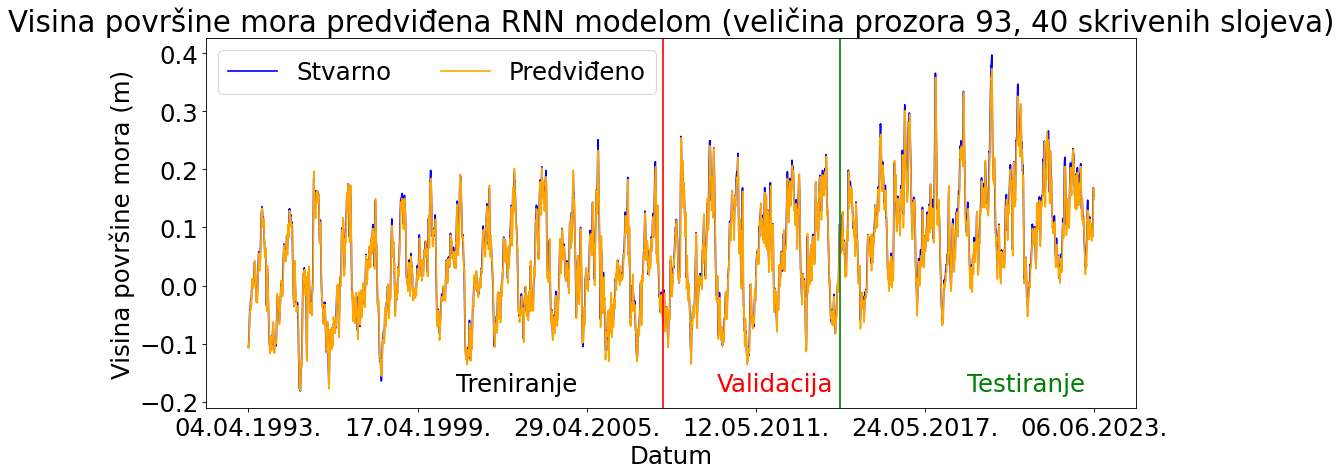 Visina površine mora predviđena RNN modelom (veličina prozora 93, 40 skrivenih slojeva)
Stvarno Predviđeno
Visina površine mora (m)
0.4
0.3
0.2
0.1
0.0
−0.1
−0.2
Treniranje Validacija Testiranje
04.04.1993. 17.04.1999. 29.04.2005. 12.05.2011. 24.05.2017. 06.06.2023.
Datum